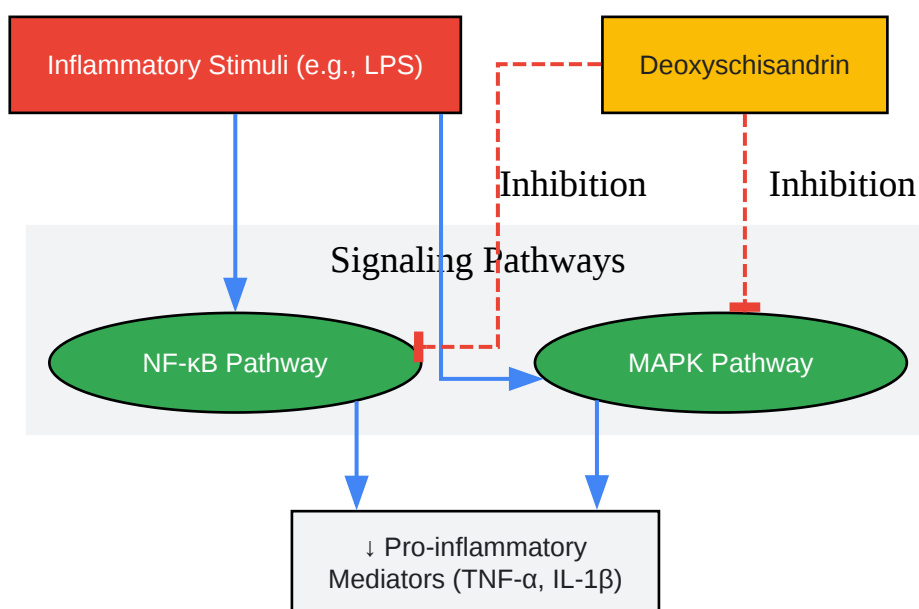 Inflammatory Stimuli (e.g., LPS)
Deoxyschisandrin
Inhibition
Inhibition
Signaling Pathways
NF-κB Pathway
MAPK Pathway
↓ Pro-inflammatory
Mediators (TNF-α, IL-1β)